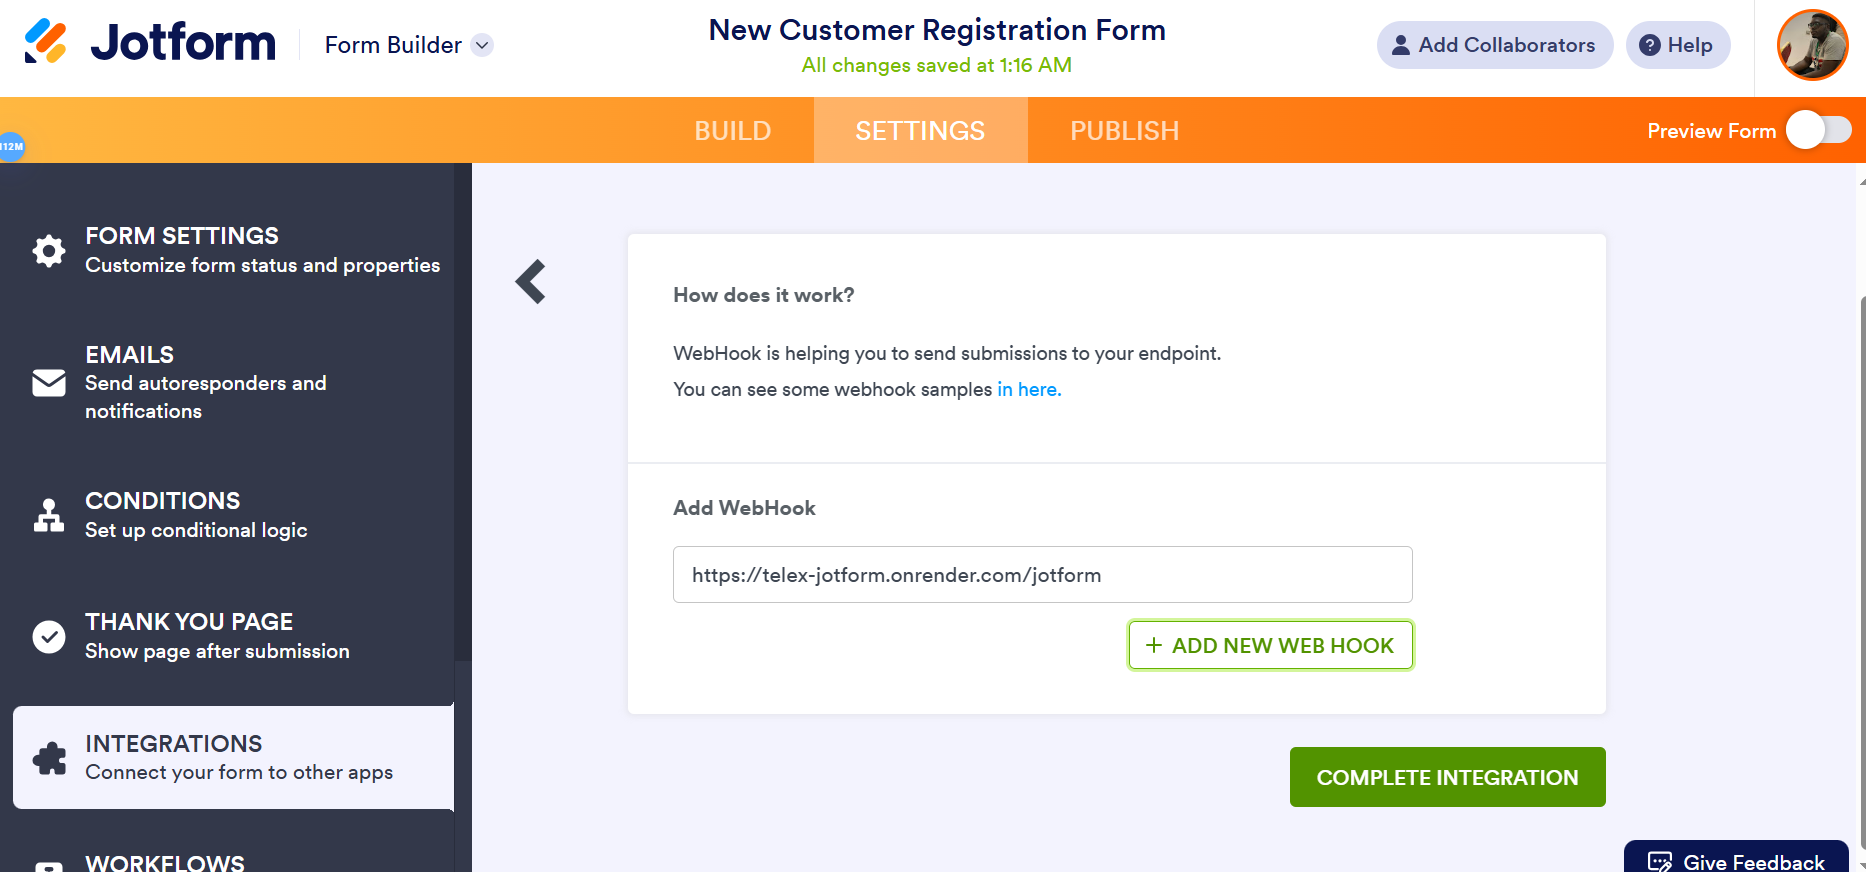 Jotform
Form Builder
New Customer Registration Form
All changes saved at 1:16 AM
Add Collaborators
Help
BUILD
SETTINGS
PUBLISH
Preview Form
112M
FORM SETTINGS
Customize form status and properties
EMAILS
Send autoresponders and
notifications
CONDITIONS
Set up conditional logic
THANK YOU PAGE
Show page after submission
INTEGRATIONS
Connect your form to other apps
WORKFLOWS
How does it work?
WebHook is helping you to send submissions to your endpoint.
You can see some webhook samples in here.
Add WebHook
https://telex-jotform.onrender.com/jotform
+ ADD NEW WEB HOOK
COMPLETE INTEGRATION
Give Feedback